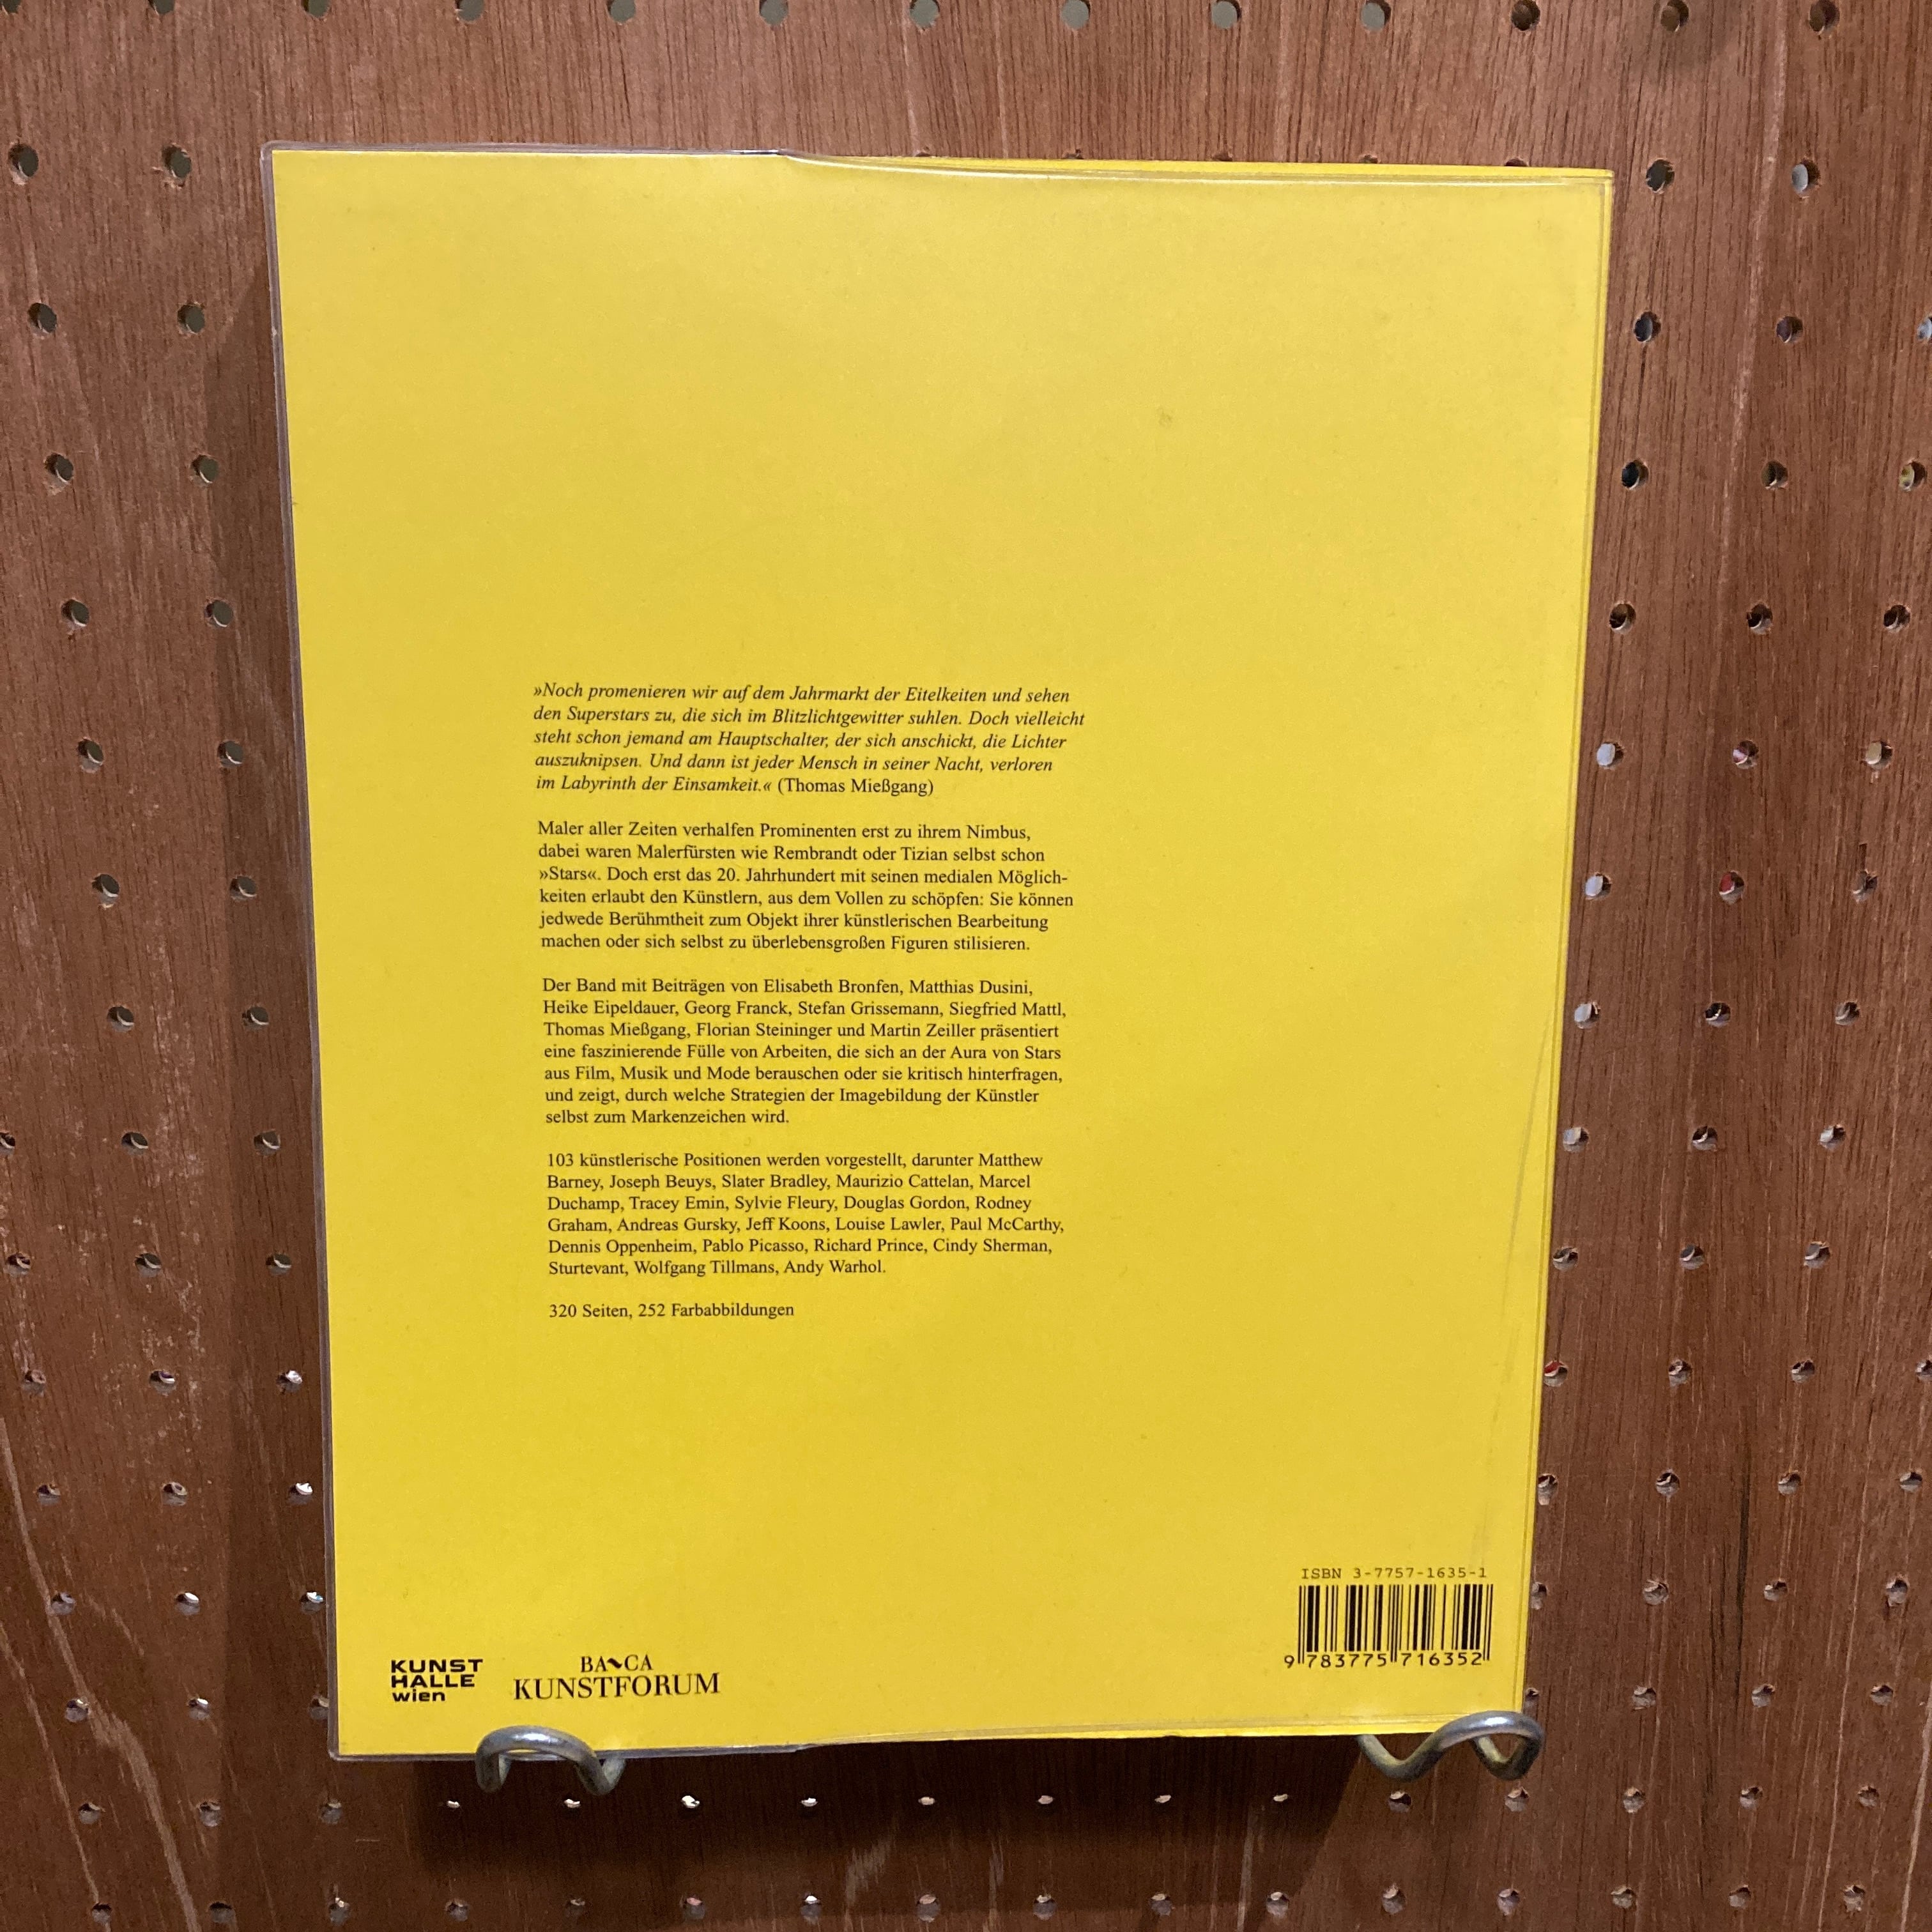 »Noch promenieren wir auf dem Jahrmarkt der Eitelkeiten und sehen
den Superstars zu, die sich im Blitzlichtgewitter suhlen. Doch vielleicht
steht schon jemand am Hauptschalter, der sich anschickt, die Lichter
auszuknipsen. Und dann ist jeder Mensch in seiner Nacht, verloren
im Labyrinth der Einsamkeit.« (Thomas Mießgang)
Maler aller Zeiten verhalfen Prominenten erst zu ihrem Nimbus,
dabei waren Malerfürsten wie Rembrandt oder Tizian selbst schon
»Stars«. Doch erst das 20. Jahrhundert mit seinen medialen Möglich-
keiten erlaubt den Künstlern, aus dem Vollen zu schöpfen: Sie können
jedwede Berühmtheit zum Objekt ihrer künstlerischen Bearbeitung
machen oder sich selbst zu überlebensgroßen Figuren stilisieren.
Der Band mit Beiträgen von Elisabeth Bronfen, Matthias Dusini,
Heike Eipeldauer, Georg Franck, Stefan Grissemann, Siegfried Mattl,
Thomas Mießgang, Florian Steininger und Martin Zeiller präsentiert
eine faszinierende Fülle von Arbeiten, die sich an der Aura von Stars
aus Film, Musik und Mode berauschen oder sie kritisch hinterfragen,
und zeigt, durch welche Strategien der Imagebildung der Künstler
selbst zum Markenzeichen wird.
103 künstlerische Positionen werden vorgestellt, darunter Matthew
Barney, Joseph Beuys, Slater Bradley, Maurizio Cattelan, Marcel
Duchamp, Tracey Emin, Sylvie Fleury, Douglas Gordon, Rodney
Graham, Andreas Gursky, Jeff Koons, Louise Lawler, Paul McCarthy,
Dennis Oppenheim, Pablo Picasso, Richard Prince, Cindy Sherman,
Sturtevant, Wolfgang Tillmans, Andy Warhol.
320 Seiten, 252 Farbabbildungen
ISBN 3-7757-1635-1
9 783775 716352
KUNST
HALLE
wien
BA~CA
KUNSTFORUM